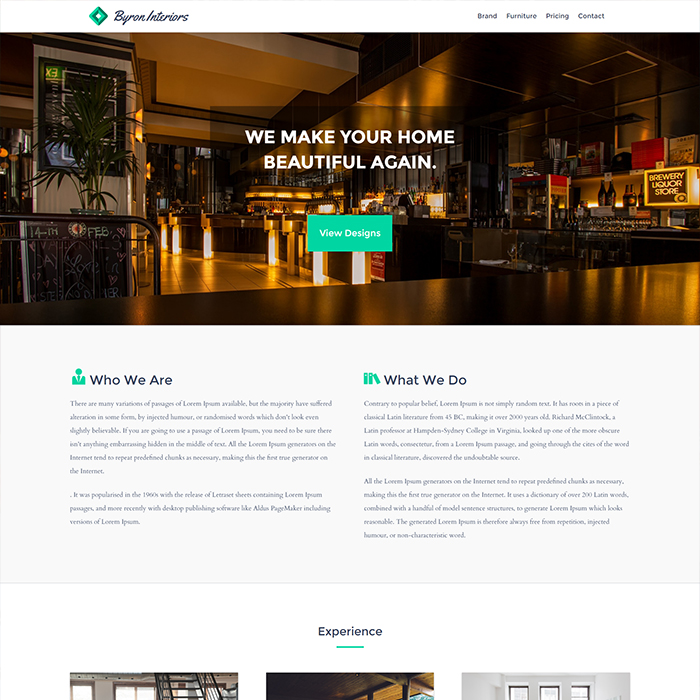 Byron Interiors
Brand Furniture Pricing Contact
WE MAKE YOUR HOME
BEAUTIFUL AGAIN.
BREWERY
LIQUOR
STORE
View Designs
14TH FEB
Who We Are
There are many variations of passages of Lorem Ipsum available, but the majority have suffered
alteration in some form, by injected humour, or randomised words which don't look even
slightly believable. If you are going to use a passage of Lorem Ipsum, you need to be sure there
isn't anything embarrassing hidden in the middle of text. All the Lorem Ipsum generators on the
Internet tend to repeat predefined chunks as necessary, making this the first true generator on
the Internet.
. It was popularised in the 1960s with the release of Letraset sheets containing Lorem Ipsum
passages, and more recently with desktop publishing software like Aldus PageMaker including
versions of Lorem Ipsum.
What We Do
Contrary to popular belief, Lorem Ipsum is not simply random text. It has roots in a piece of
classical Latin literature from 45 BC, making it over 2000 years old. Richard McClintock, a
Latin professor at Hampden-Sydney College in Virginia, looked up one of the more obscure
Latin words, consectetur, from a Lorem Ipsum passage, and going through the cites of the word
in classical literature, discovered the undoubtable source.
All the Lorem Ipsum generators on the Internet tend to repeat predefined chunks as necessary,
making this the first true generator on the Internet. It uses a dictionary of over 200 Latin words,
combined with a handful of model sentence structures, to generate Lorem Ipsum which looks
reasonable. The generated Lorem Ipsum is therefore always free from repetition, injected
humour, or non-characteristic word.
Experience